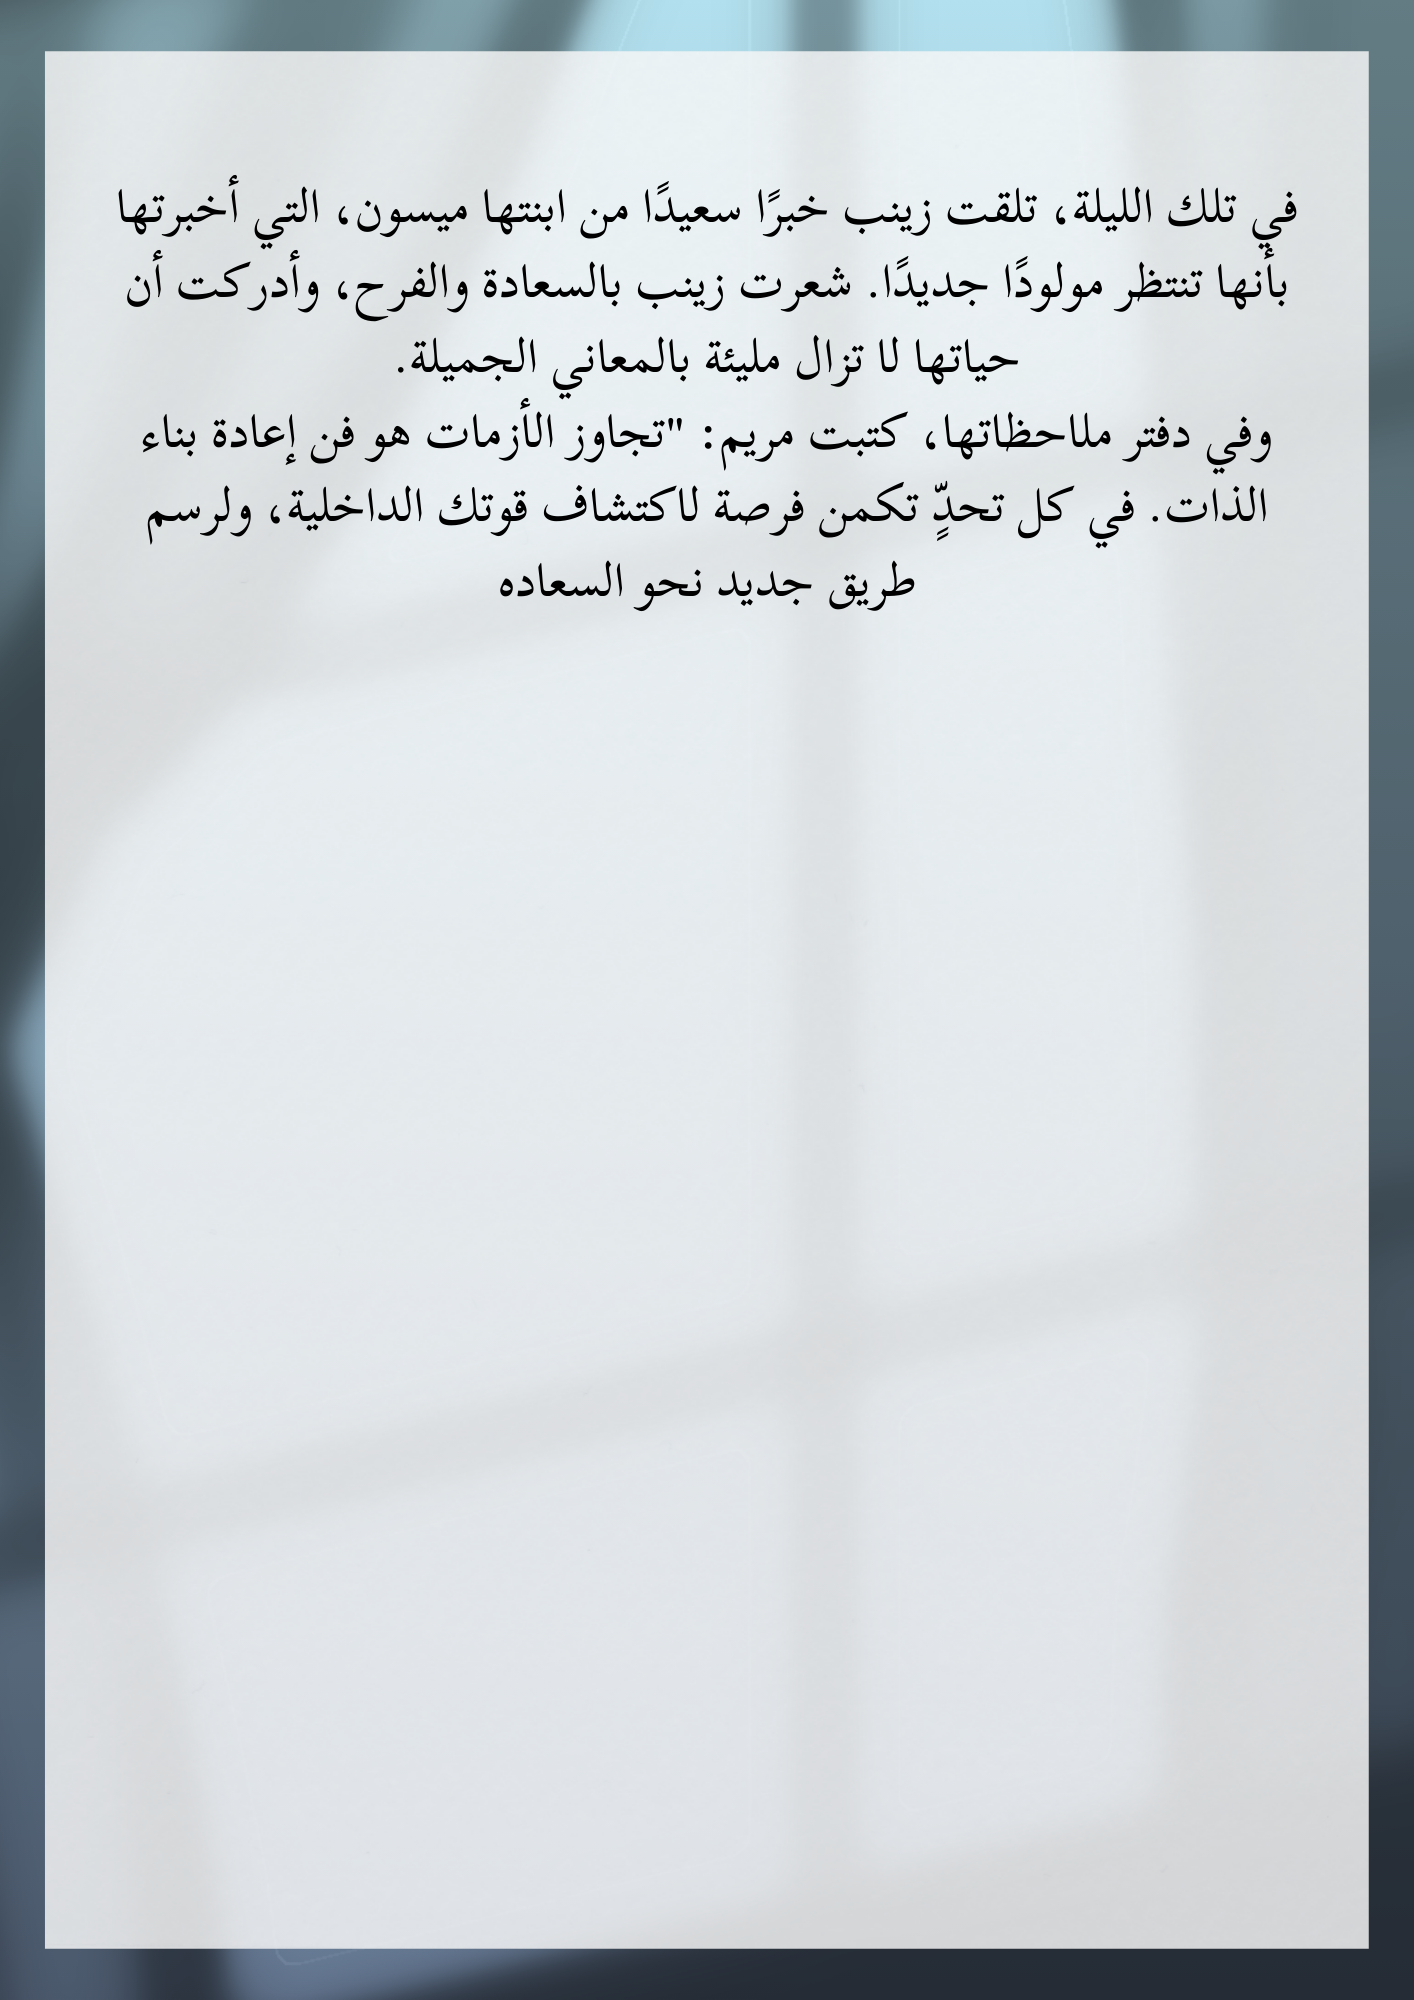 في تلك الليلة، تلقت زينب خبرًا سعيدًا من ابنتها ميسون، التي أخبرتها
بأنها تنتظر مولودًا جديدًا. شعرت زينب بالسعادة والفرح، وأدركت أن
حياتها لا تزال مليئة بالمعاني الجميلة.
وفي دفتر ملاحظاتها، كتبت مريم: "تجاوز الأزمات هو فن إعادة بناء
الذات. في كل تحدٍّ تكمن فرصة لاكتشاف قوتك الداخلية، ولرسم
طريق جديد نحو السعاده